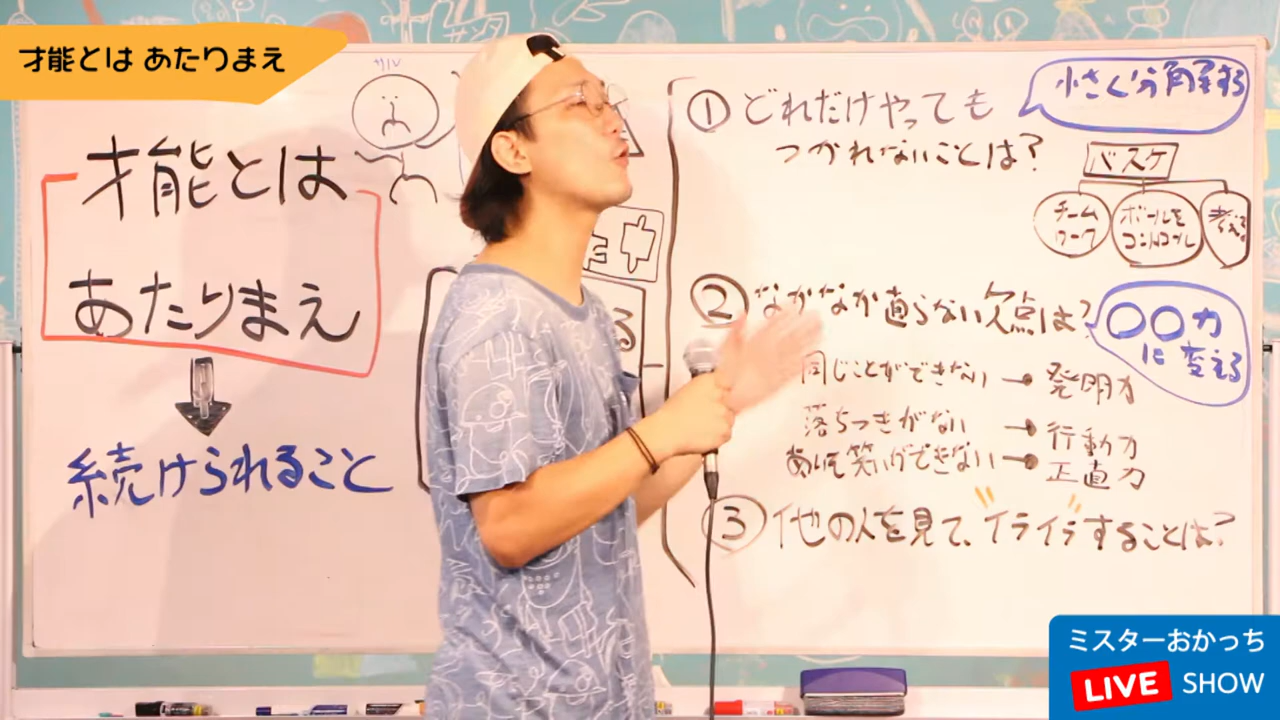 才能とは あたりまえ
才能とは
あたりまえ
続けられること
① どれだけやっても
つかれないことは？
小さく分解する
バスケ
チーム
ワーク
ボールを
コントロール
考える
② なかなか直らない欠点は？
〇〇力
に変える
同じことができない → 発明力
落ちつきがない → 行動力
あいそ笑いができない → 正直力
③ 他の人を見て、イライラすることは？
ミスターおかっち
LIVE SHOW